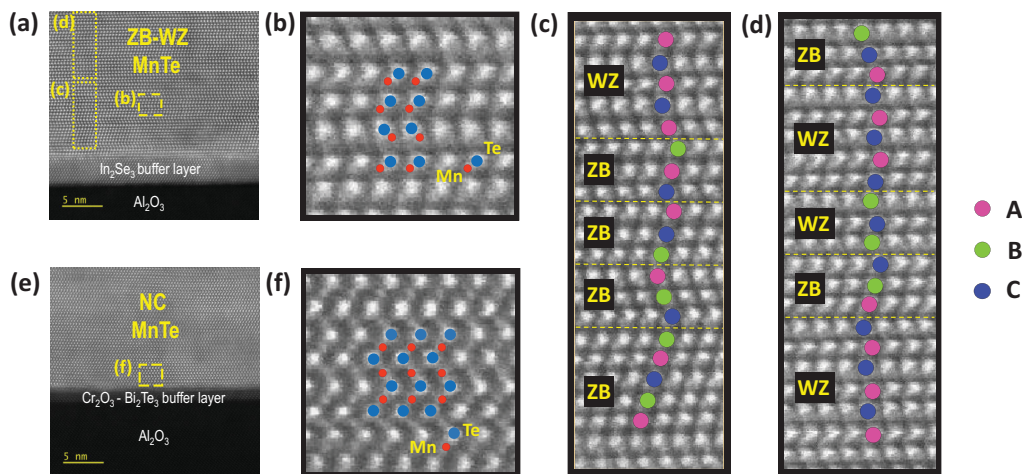 (a)
(d)
ZB-WZ
MnTe
(c)
(b)
In₂Se₃ buffer layer
5 nm
Al₂O₃
(b)
Te
Mn
(c)
WZ
ZB
ZB
ZB
ZB
(d)
ZB
WZ
WZ
ZB
WZ
A
B
C
(e)
NC
MnTe
(f)
Cr₂O₃ - Bi₂Te₃ buffer layer
Al₂O₃
5 nm
(f)
Te
Mn